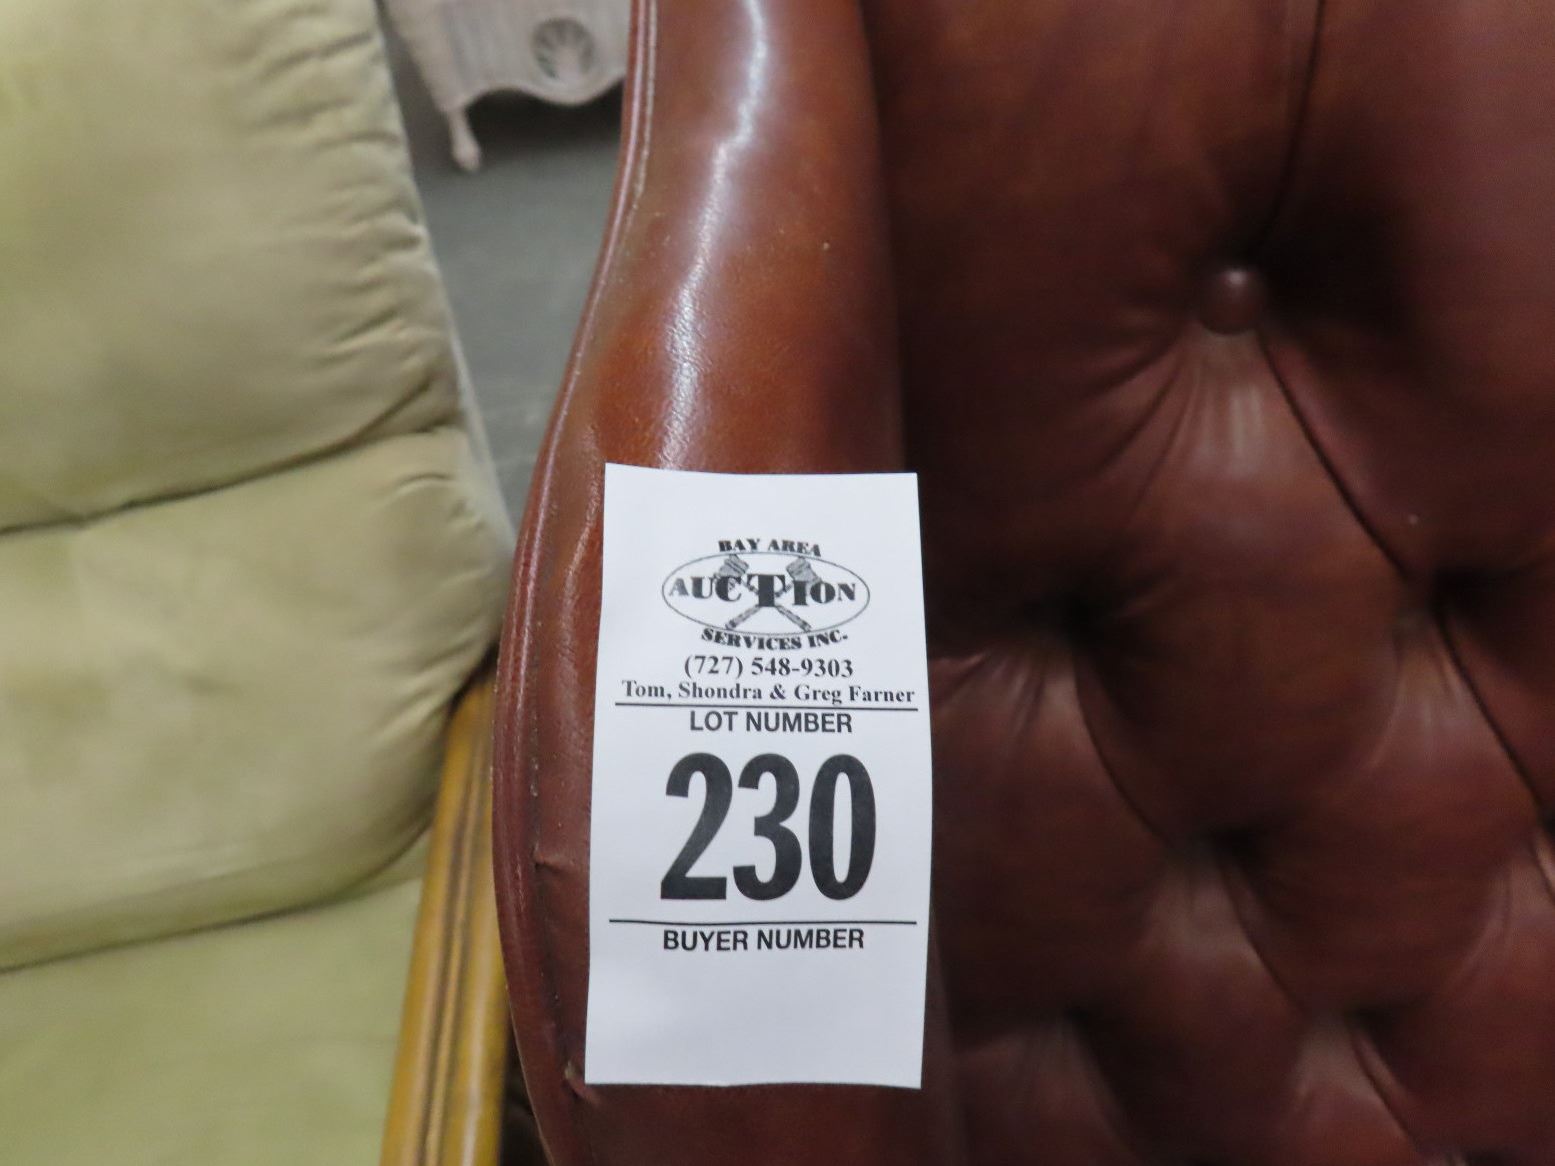 BAY AREA
AUCTION
SERVICES INC.
(727) 548-9303
Tom, Shondra & Greg Farner
LOT NUMBER
230
BUYER NUMBER